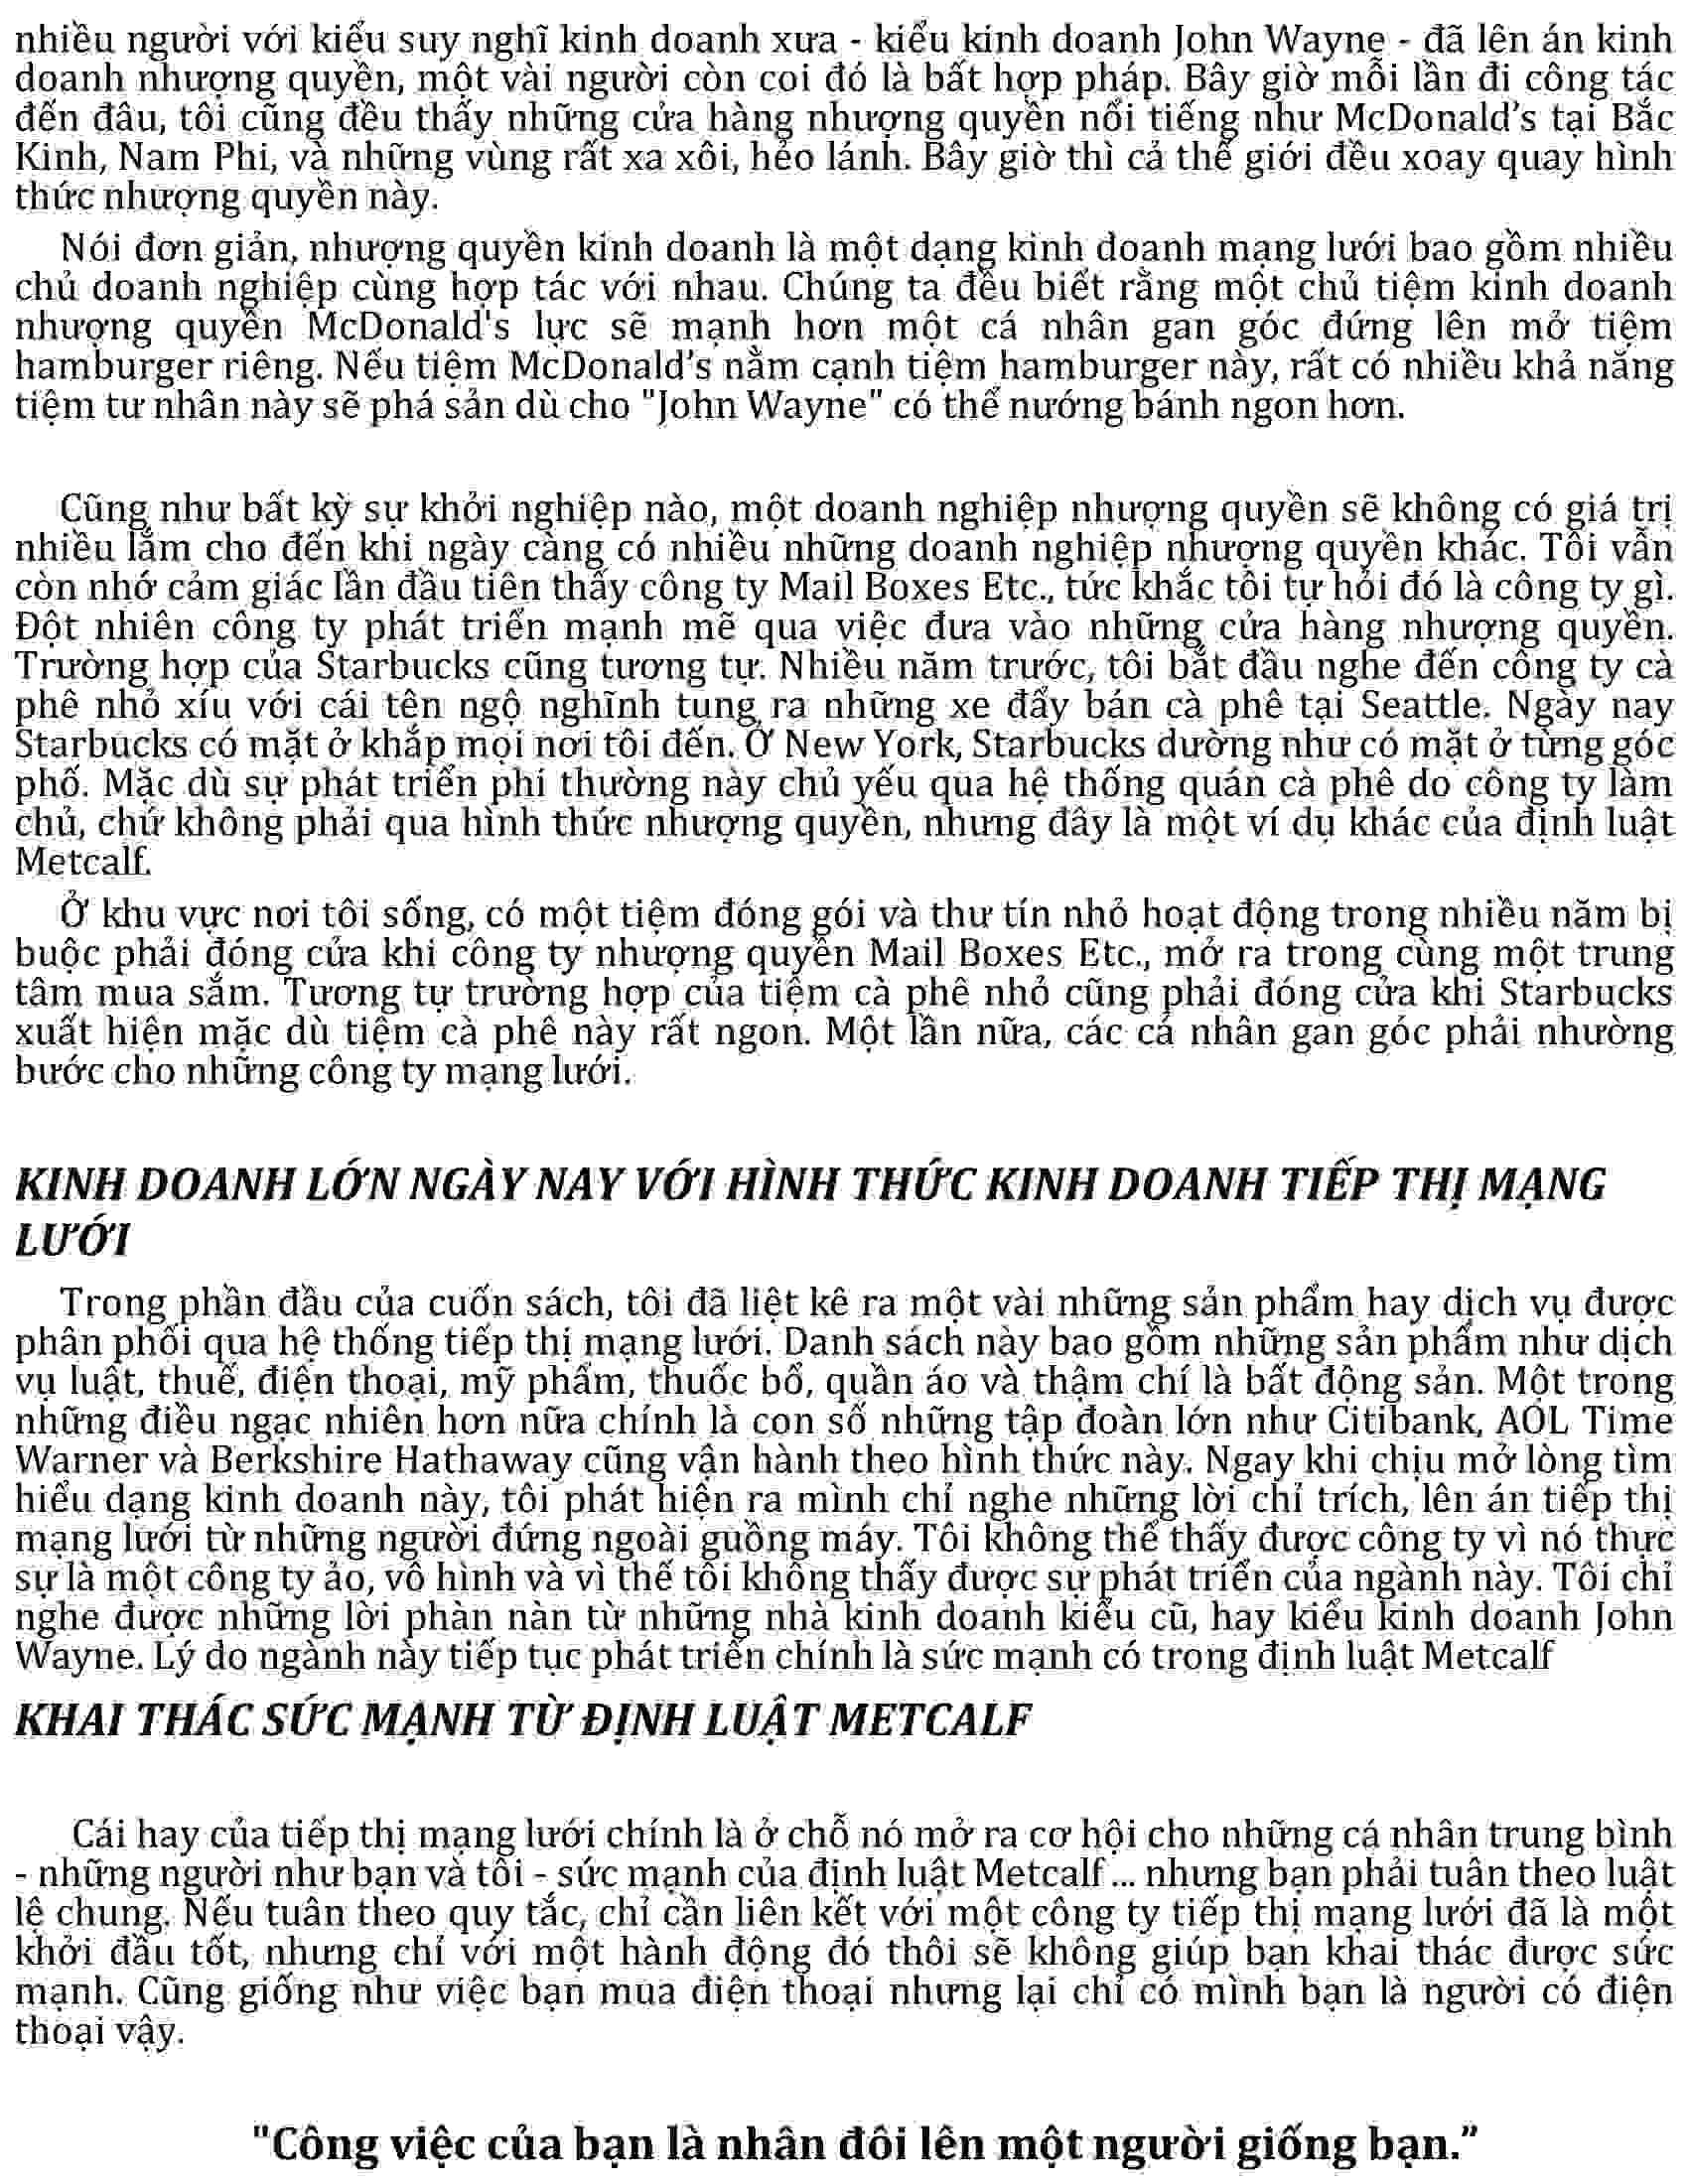 nhiều người với kiểu suy nghĩ kinh doanh xưa - kiểu kinh doanh John Wayne - đã lên án kinh
doanh nhượng quyền, một vài người còn coi đó là bất hợp pháp. Bây giờ mỗi lần đi công tác
đến đâu, tôi cũng đều thấy những cửa hàng nhượng quyền nổi tiếng như McDonald’s tại Bắc
Kinh, Nam Phi, và những vùng rất xa xôi, hẻo lánh. Bây giờ thì cả thế giới đều xoay quay hình
thức nhượng quyền này.
Nói đơn giản, nhượng quyền kinh doanh là một dạng kinh doanh mạng lưới bao gồm nhiều
chủ doanh nghiệp cùng hợp tác với nhau. Chúng ta đều biết rằng một chủ tiệm kinh doanh
nhượng quyền McDonald's lực sẽ mạnh hơn một cá nhân gan góc đứng lên mở tiệm
hamburger riêng. Nếu tiệm McDonald’s nằm cạnh tiệm hamburger này, rất có nhiều khả năng
tiệm tư nhân này sẽ phá sản dù cho "John Wayne" có thể nướng bánh ngon hơn.
Cũng như bất kỳ sự khởi nghiệp nào, một doanh nghiệp nhượng quyền sẽ không có giá trị
nhiều lắm cho đến khi ngày càng có nhiều những doanh nghiệp nhượng quyền khác. Tôi vẫn
còn nhớ cảm giác lần đầu tiên thấy công ty Mail Boxes Etc., tức khắc tôi tự hỏi đó là công ty gì.
Đột nhiên công ty phát triển mạnh mẽ qua việc đưa vào những cửa hàng nhượng quyền.
Trường hợp của Starbucks cũng tương tự. Nhiều năm trước, tôi bắt đầu nghe đến công ty cà
phê nhỏ xíu với cái tên ngộ nghĩnh tung ra những xe đẩy bán cà phê tại Seattle. Ngày nay
Starbucks có mặt ở khắp mọi nơi tôi đến. Ở New York, Starbucks dường như có mặt ở từng góc
phố. Mặc dù sự phát triển phi thường này chủ yếu qua hệ thống quán cà phê do công ty làm
chủ, chứ không phải qua hình thức nhượng quyền, nhưng đây là một ví dụ khác của định luật
Metcalf.
Ở khu vực nơi tôi sống, có một tiệm đóng gói và thư tín nhỏ hoạt động trong nhiều năm bị
buộc phải đóng cửa khi công ty nhượng quyền Mail Boxes Etc., mở ra trong cùng một trung
tâm mua sắm. Tương tự trường hợp của tiệm cà phê nhỏ cũng phải đóng cửa khi Starbucks
xuất hiện mặc dù tiệm cà phê này rất ngon. Một lần nữa, các cá nhân gan góc phải nhường
bước cho những công ty mạng lưới.
KINH DOANH LỚN NGÀY NAY VỚI HÌNH THỨC KINH DOANH TIẾP THỊ MẠNG
LƯỚI
Trong phần đầu của cuốn sách, tôi đã liệt kê ra một vài những sản phẩm hay dịch vụ được
phân phối qua hệ thống tiếp thị mạng lưới. Danh sách này bao gồm những sản phẩm như dịch
vụ luật, thuế, điện thoại, mỹ phẩm, thuốc bổ, quần áo và thậm chí là bất động sản. Một trong
những điều ngạc nhiên hơn nữa chính là con số những tập đoàn lớn như Citibank, AOL Time
Warner và Berkshire Hathaway cũng vận hành theo hình thức này. Ngay khi chịu mở lòng tìm
hiểu dạng kinh doanh này, tôi phát hiện ra mình chỉ nghe những lời chỉ trích, lên án tiếp thị
mạng lưới từ những người đứng ngoài guồng máy. Tôi không thể thấy được công ty vì nó thực
sự là một công ty ảo, vô hình và vì thế tôi không thấy được sự phát triển của ngành này. Tôi chỉ
nghe được những lời phàn nàn từ những nhà kinh doanh kiểu cũ, hay kiểu kinh doanh John
Wayne. Lý do ngành này tiếp tục phát triển chính là sức mạnh có trong định luật Metcalf
KHAI THÁC SỨC MẠNH TỪ ĐỊNH LUẬT METCALF
Cái hay của tiếp thị mạng lưới chính là ở chỗ nó mở ra cơ hội cho những cá nhân trung bình
- những người như bạn và tôi - sức mạnh của định luật Metcalf ... nhưng bạn phải tuân theo luật
lệ chung. Nếu tuân theo quy tắc, chỉ cần liên kết với một công ty tiếp thị mạng lưới đã là một
khởi đầu tốt, nhưng chỉ với một hành động đó thôi sẽ không giúp bạn khai thác được sức
mạnh. Cũng giống như việc bạn mua điện thoại nhưng lại chỉ có mình bạn là người có điện
thoại vậy.
"Công việc của bạn là nhân đôi lên một người giống bạn.”